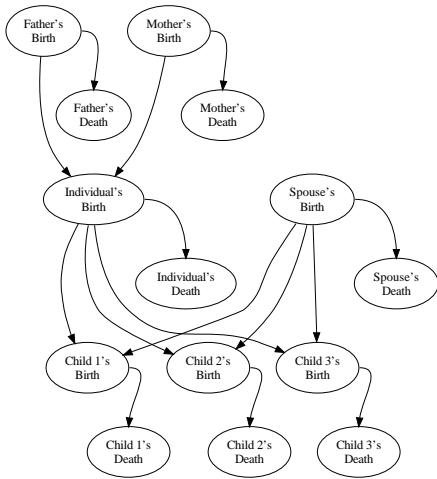 Father's
Birth
Mother's
Birth
Father's
Death
Mother's
Death
Individual's
Birth
Spouse's
Birth
Individual's
Death
Spouse's
Death
Child 1's
Birth
Child 2's
Birth
Child 3's
Birth
Child 1's
Death
Child 2's
Death
Child 3's
Death